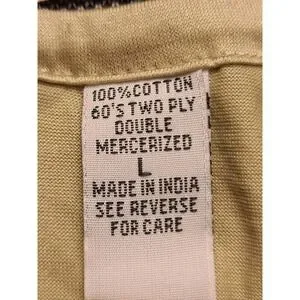 100% COTTON
60'S TWO PLY
DOUBLE
MERCERIZED
L
MADE IN INDIA
SEE REVERSE
FOR CARE